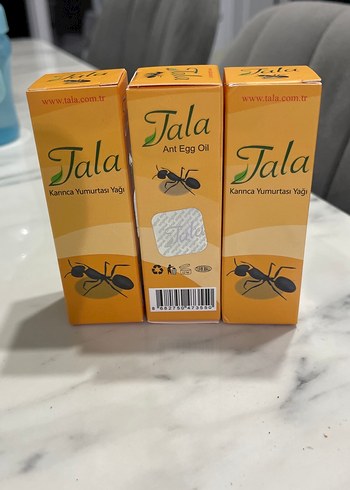 www.tala.com.tr
Tala
Karınca Yumurtası Yağı
Tala
Tala
Ant Egg Oil
www.tala.com.tr
Tala
Karınca Yumurtası Yağı